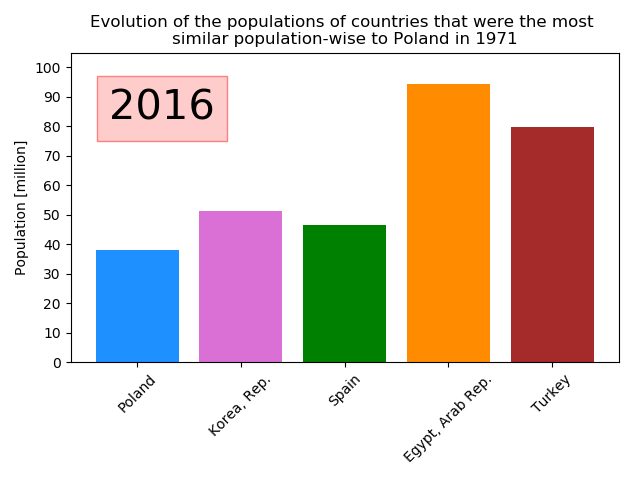 Evolution of the populations of countries that were the most
similar population-wise to Poland in 1971
2016
Population [million]
100
90
80
70
60
50
40
30
20
10
0
Poland
Korea, Rep.
Spain
Egypt, Arab Rep.
Turkey